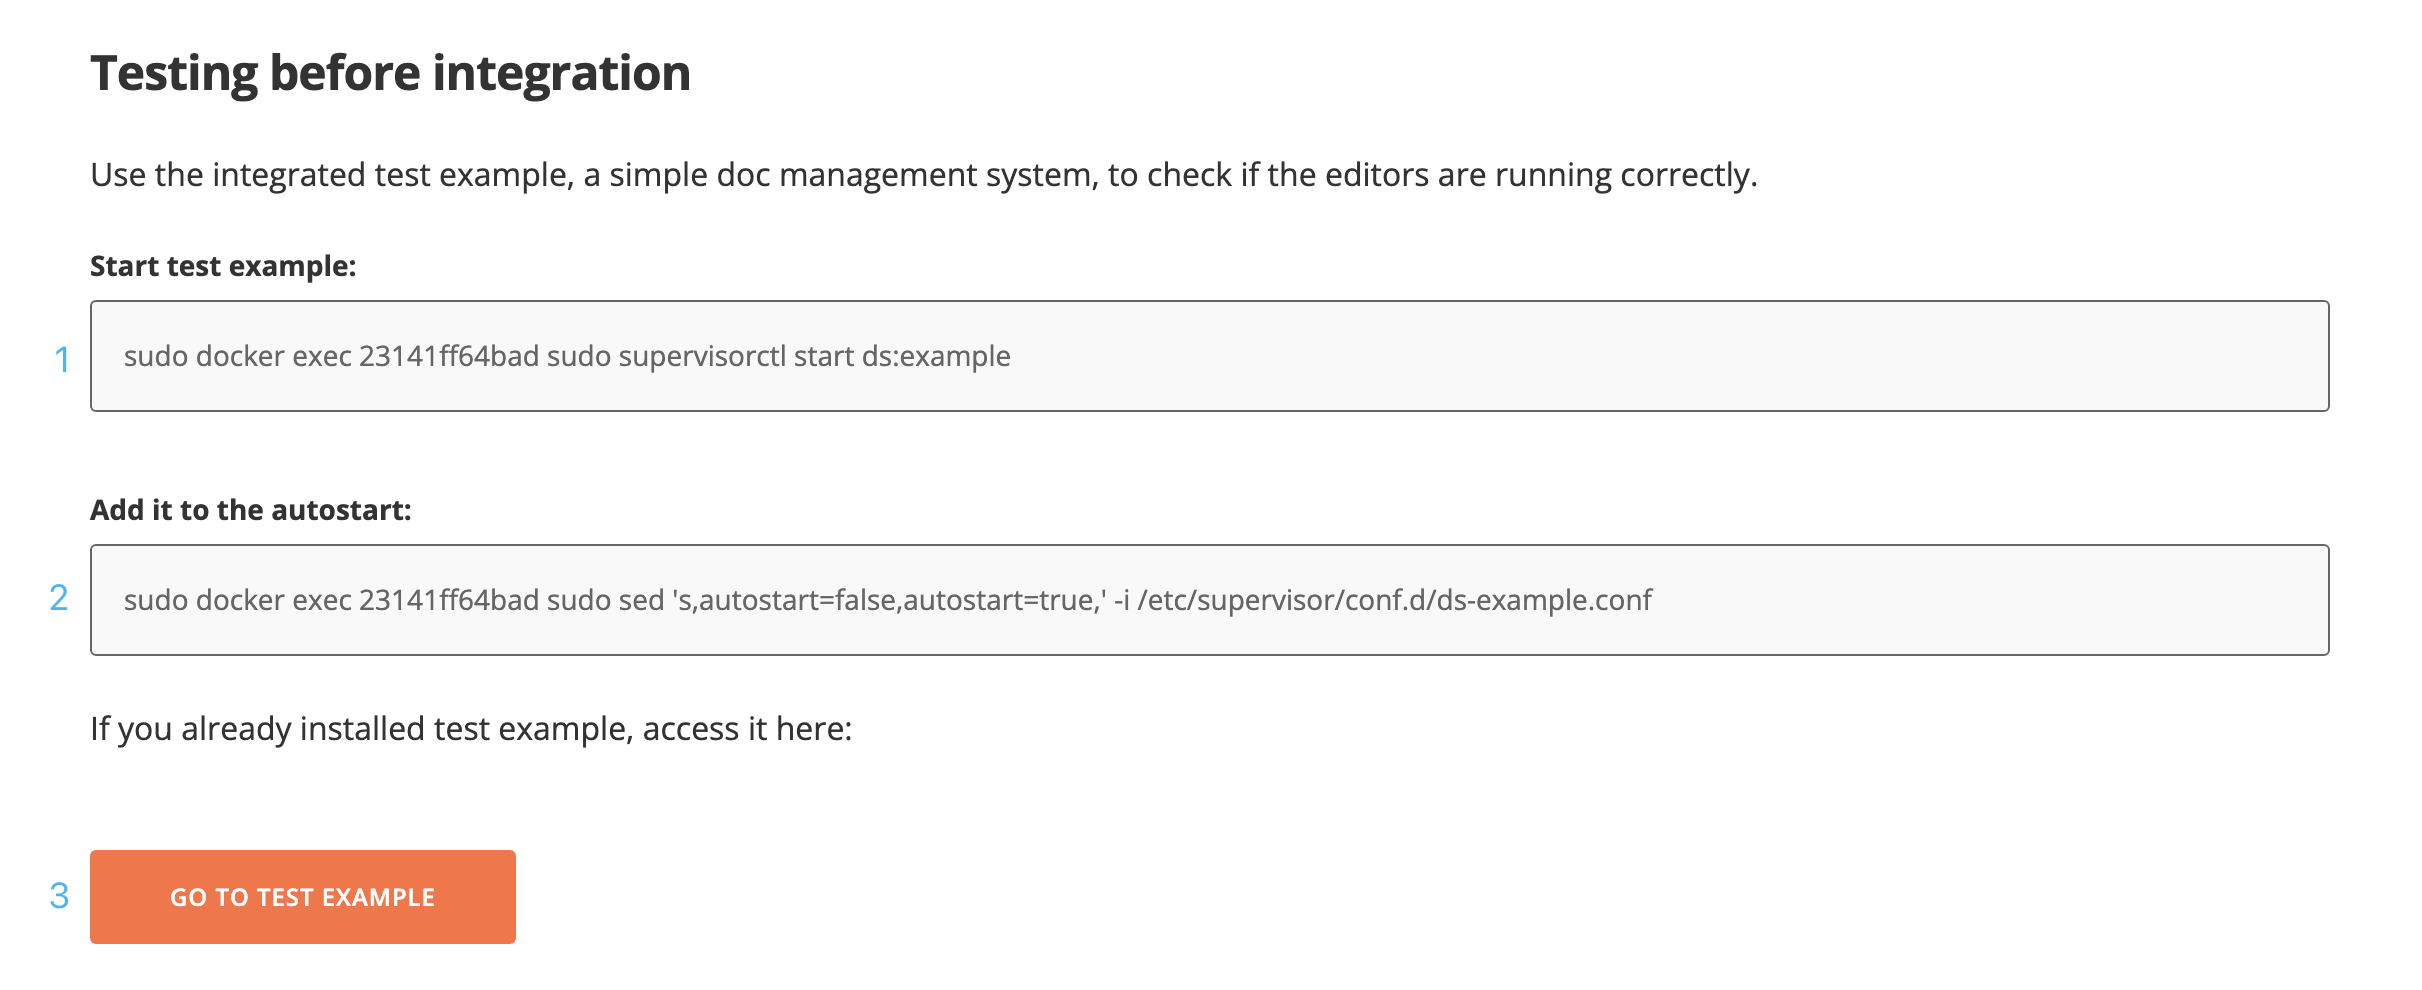 Testing before integration
Use the integrated test example, a simple doc management system, to check if the editors are running correctly.
Start test example:
1 sudo docker exec 23141ff64bad sudo supervisorctl start ds:example
Add it to the autostart:
2 sudo docker exec 23141ff64bad sudo sed 's,autostart=false,autostart=true,' -i /etc/supervisor/conf.d/ds-example.conf
If you already installed test example, access it here:
3 GO TO TEST EXAMPLE